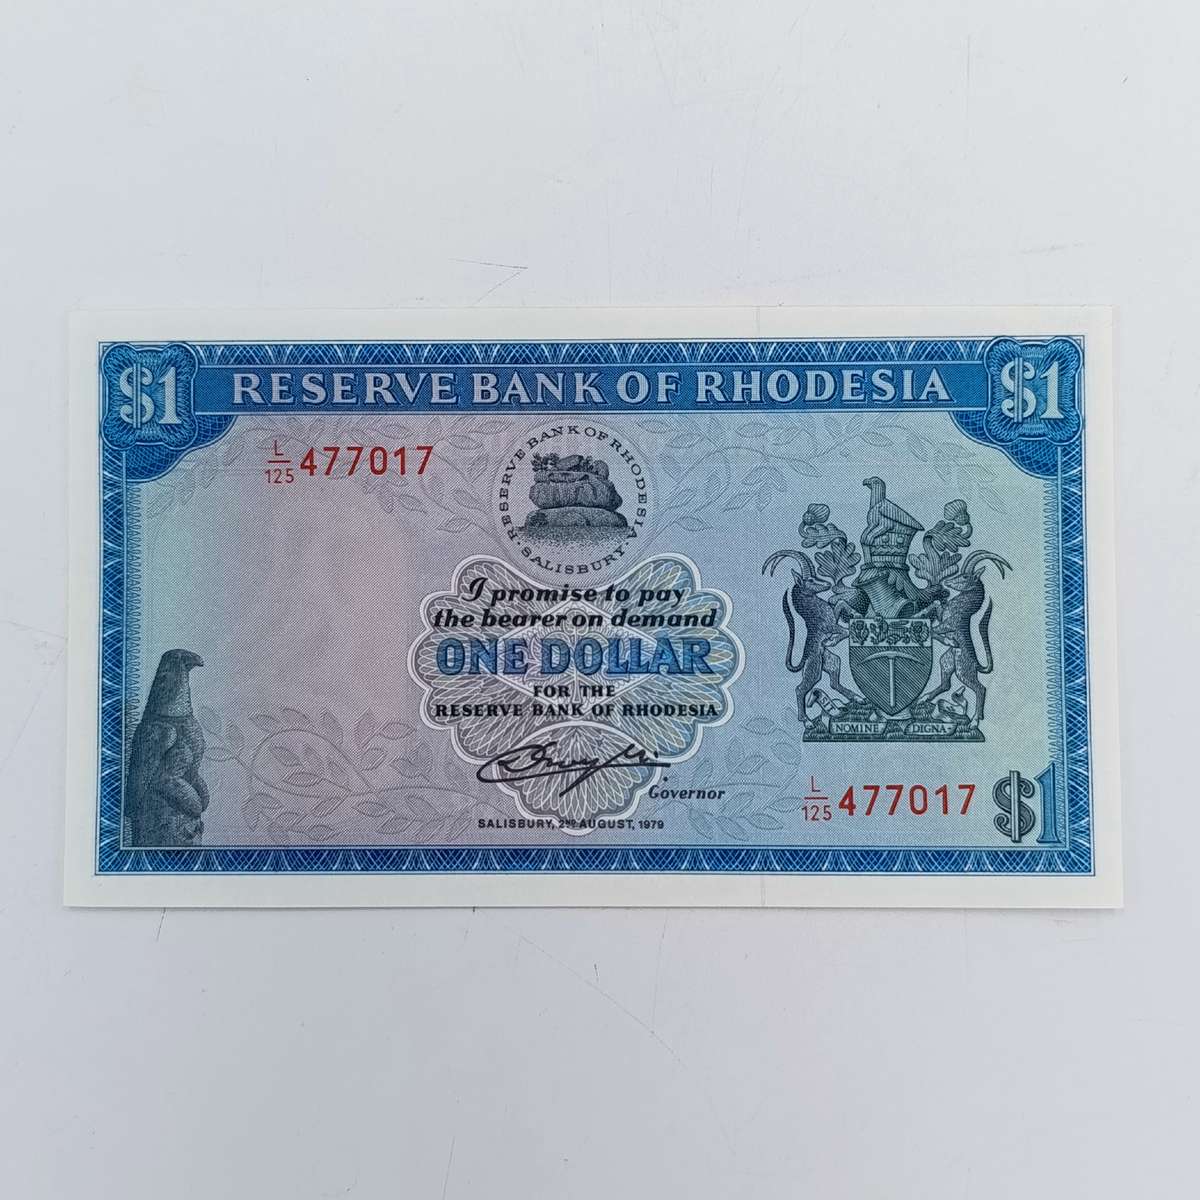 $1 RESERVE BANK OF RHODESIA $1
L/125 477017
RESERVE BANK OF RHODESIA
· SALISBURY ·
I promise to pay
the bearer on demand
ONE DOLLAR
FOR THE
RESERVE BANK OF RHODESIA
Governor
SALISBURY, 2ND AUGUST, 1979
NOMINE DIGNA
L/125 477017 $1